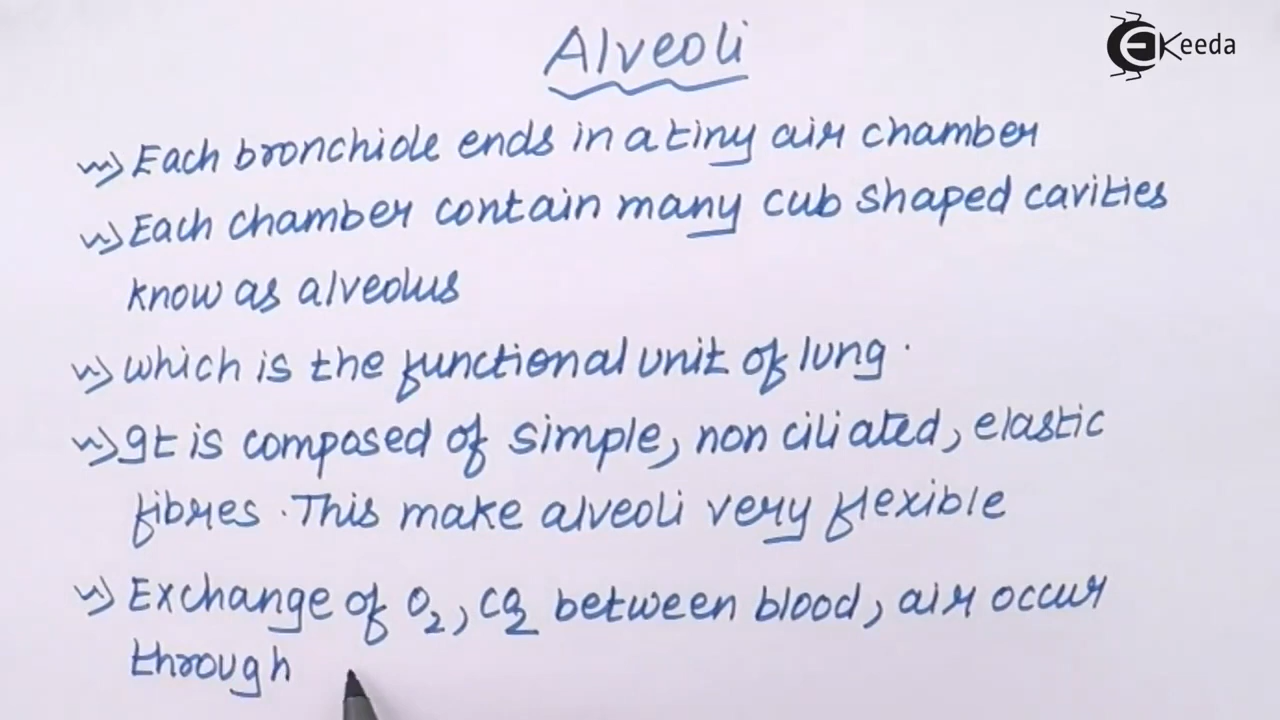 Alveoli
Keeda
Each bronchiole ends in a tiny air chamber
Each chamber contain many cub shaped cavities
know as alveolus
which is the functional unit of lung.
It is composed of simple, non ciliated, elastic
fibres. This make alveoli very flexible
Exchange of O₂, CO₂ between blood, air occur
through